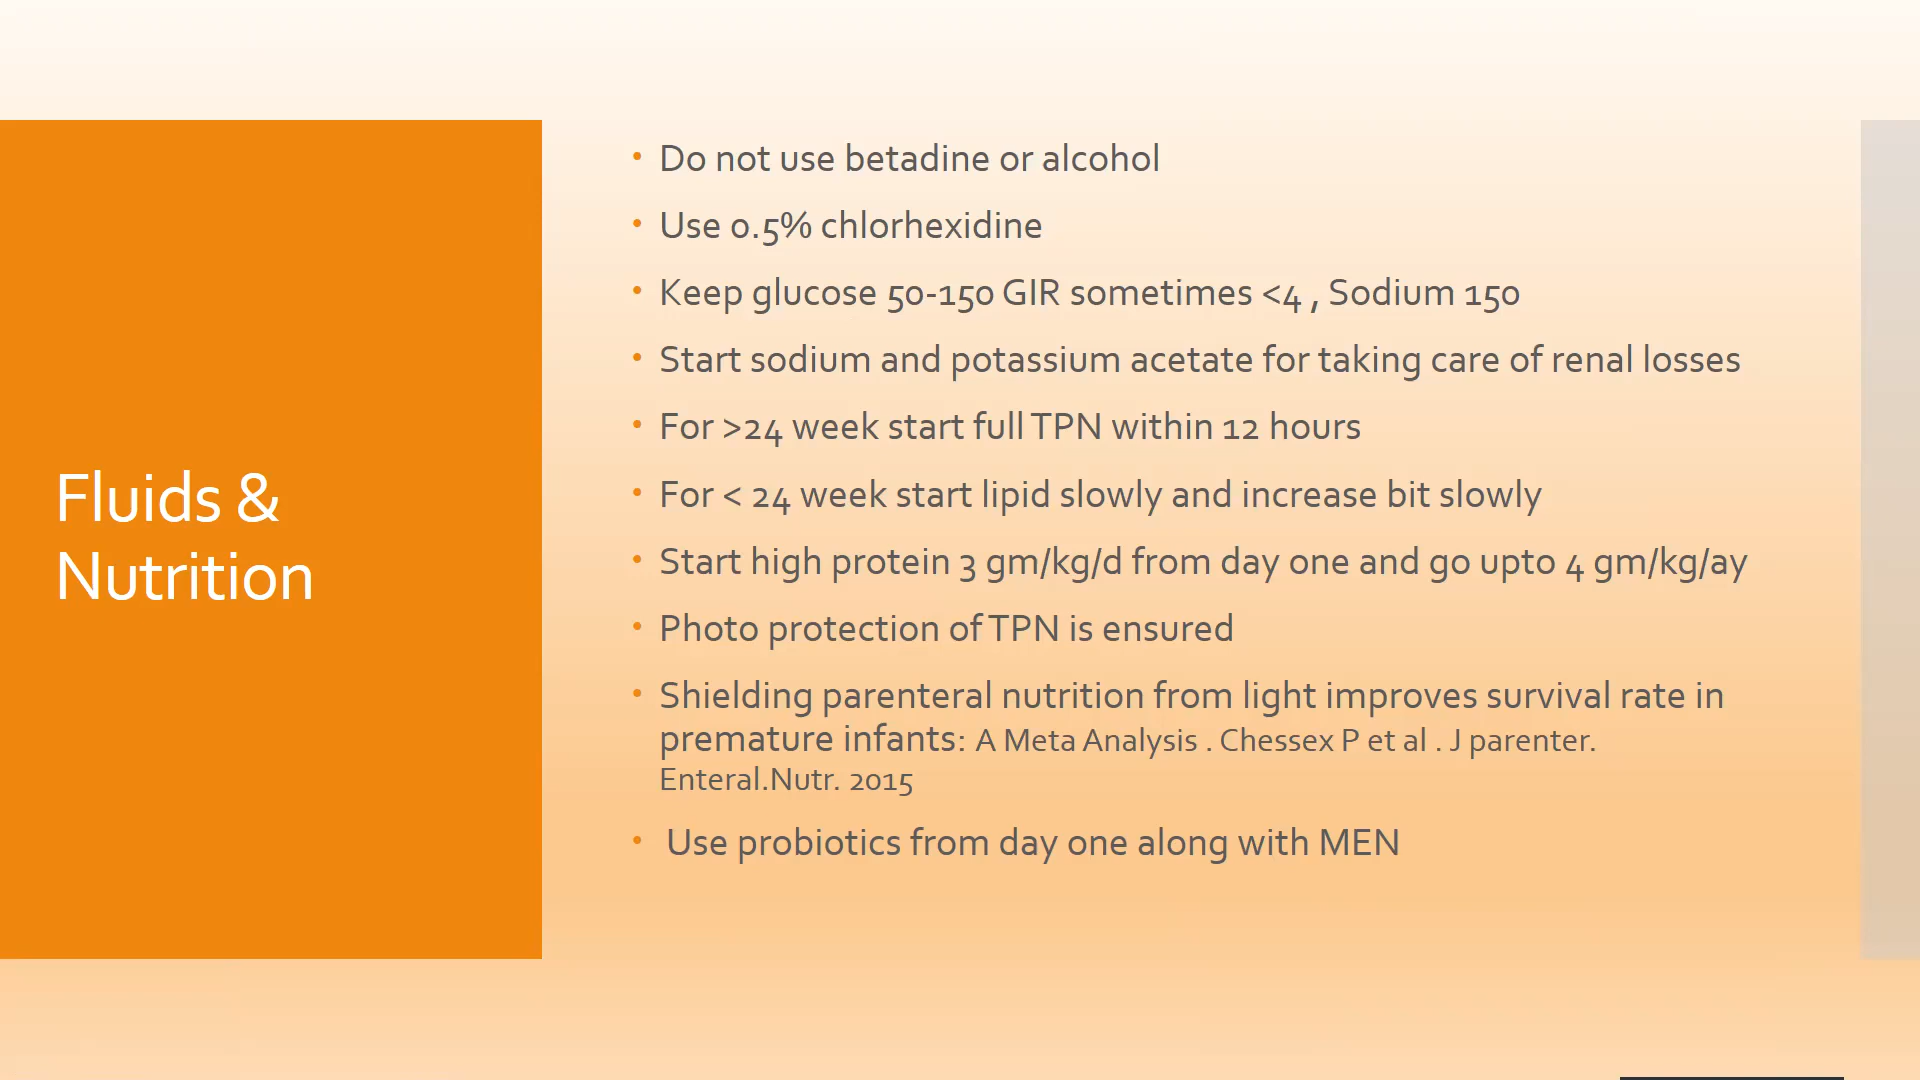 Fluids &
Nutrition
• Do not use betadine or alcohol
• Use 0.5% chlorhexidine
• Keep glucose 50-150 GIR sometimes <4 , Sodium 150
• Start sodium and potassium acetate for taking care of renal losses
• For >24 week start full TPN within 12 hours
• For < 24 week start lipid slowly and increase bit slowly
• Start high protein 3 gm/kg/d from day one and go upto 4 gm/kg/ay
• Photo protection of TPN is ensured
• Shielding parenteral nutrition from light improves survival rate in
premature infants: A Meta Analysis . Chessex P et al . J parenter.
Enteral.Nutr. 2015
• Use probiotics from day one along with MEN